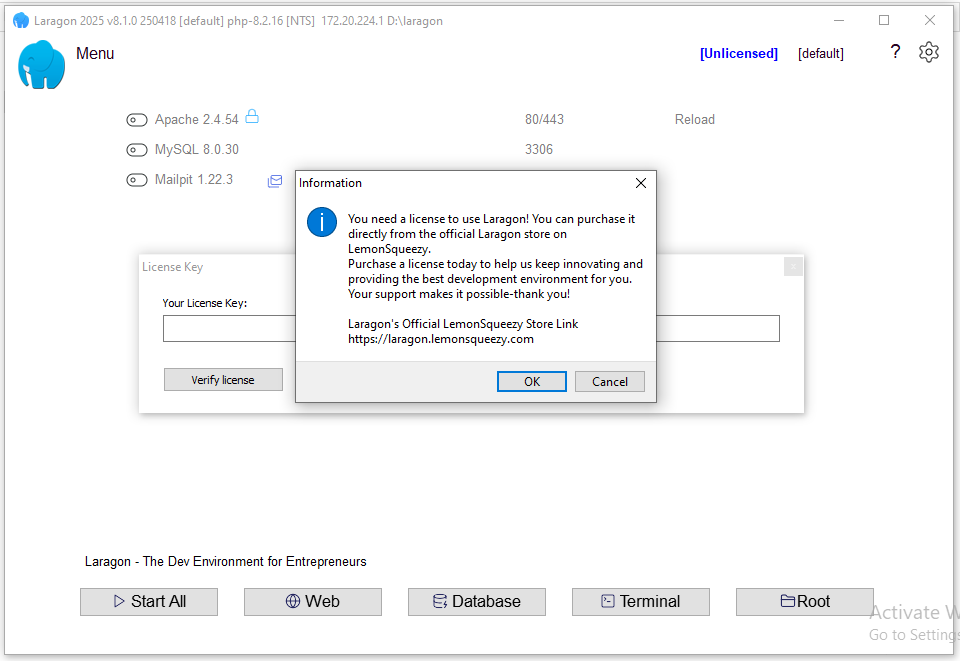 Laragon 2025 v8.1.0 250418 [default] php-8.2.16 [NTS]  172.20.224.1 D:\laragon
Menu
[Unlicensed] [default] ?
Apache 2.4.54 80/443 Reload
MySQL 8.0.30 3306
Mailpit 1.22.3
Information
You need a license to use Laragon! You can purchase it
directly from the official Laragon store on
LemonSqueezy.
Purchase a license today to help us keep innovating and
providing the best development environment for you.
Your support makes it possible-thank you!
Laragon's Official LemonSqueezy Store Link
https://laragon.lemonsqueezy.com
OK Cancel
License Key
Your License Key:
Verify license
Laragon - The Dev Environment for Entrepreneurs
Start All Web Database Terminal Root
Activate W
Go to Settings